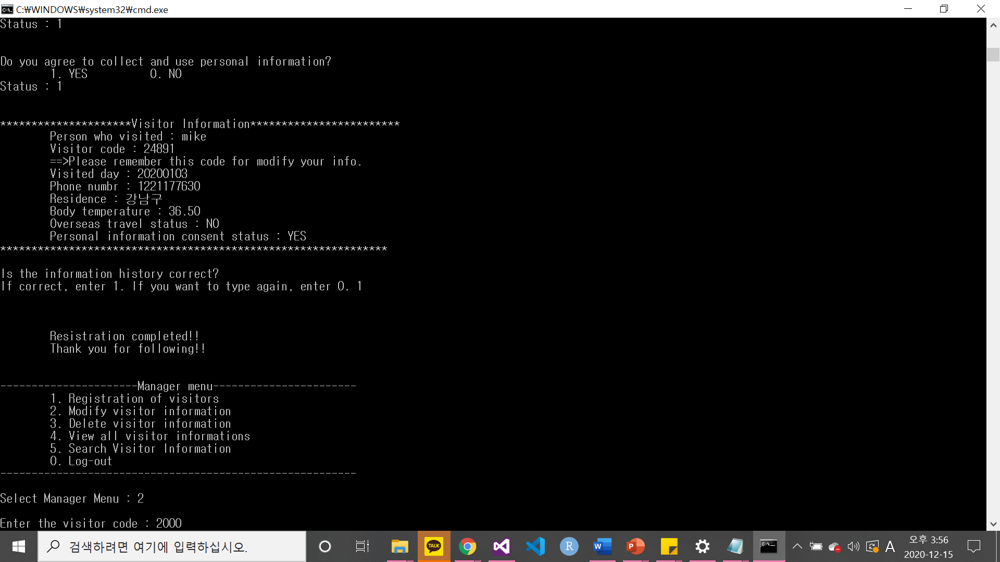 C:₩WINDOWS₩system32₩cmd.exe
Status : 1
Do you agree to collect and use personal information?
1. YES 0. NO
Status : 1
*********************Visitor Information************************
Person who visited : mike
Visitor code : 24891
==>Please remember this code for modify your info.
Visited day : 20200103
Phone numbr : 1221177630
Residence : 강남구
Body temperature : 36.50
Overseas travel status : NO
Personal information consent status : YES
**************************************************************
Is the information history correct?
If correct, enter 1. If you want to type again, enter 0. 1
Resistration completed!!
Thank you for following!!
----------------------Manager menu-----------------------
1. Registration of visitors
2. Modify visitor information
3. Delete visitor information
4. View all visitor informations
5. Search Visitor Information
0. Log-out
---------------------------------------------------------
Select Manager Menu : 2
Enter the visitor code : 2000
검색하려면 여기에 입력하십시오.
TALK
R
W
P
C:\_
A
오후 3:56
2020-12-15